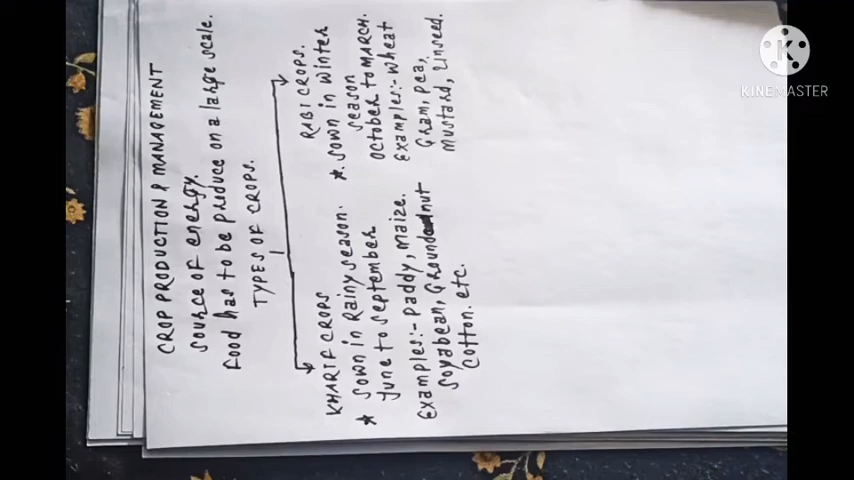 CROP PRODUCTION & MANAGEMENT
source of energy.
Food has to be produce on a large scale.
TYPES OF CROPS.
KHARIF CROPS
* Sown in Rainy season.
June to September
Examples:- Paddy, Maize.
Soyabean, Groundnut
Cotton. etc.
RABI CROPS.
* Sown in winter
season
October to MARCH.
Examples:- Wheat
Gram, Pea,
Mustard, Linseed.
K
KINEMASTER